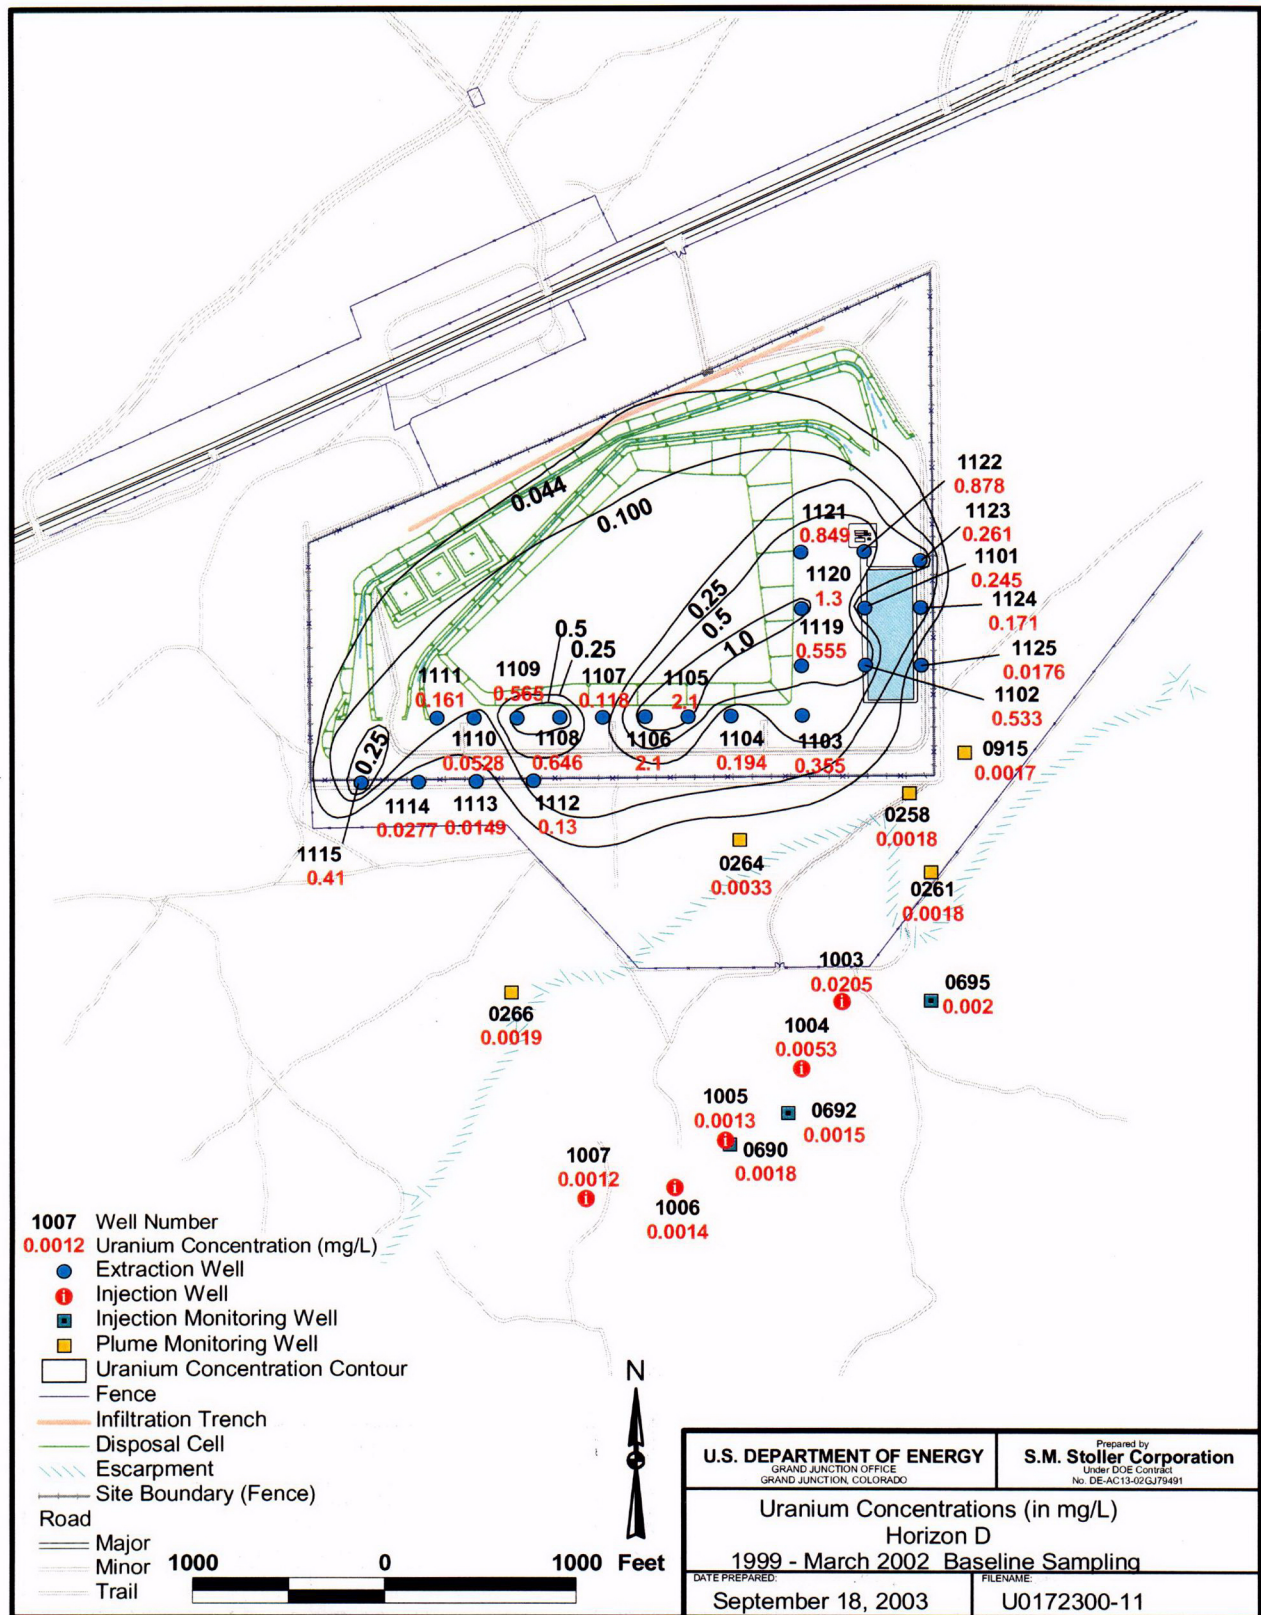 1122
0.878
0.044
0.100
1121
0.849
1123
0.261
1101
0.245
1120
1.3
0.25
0.5
1.0
1124
0.171
1119
0.555
0.5
0.25
1125
0.0176
1109
0.565
1107
0.118
1105
2.1
1111
0.161
1102
0.533
1110
0.0528
1108
0.646
1106
2.1
1104
0.194
1103
0.355
0.25
0915
0.0017
1114
0.0277
1113
0.0149
1112
0.13
0258
0.0018
1115
0.41
0264
0.0033
0261
0.0018
1003
0.0205
0695
0.002
0266
0.0019
1004
0.0053
1005
0.0013
0692
0.0015
0690
0.0018
1007
0.0012
1006
0.0014
1007 Well Number
0.0012 Uranium Concentration (mg/L)
Extraction Well
i Injection Well
Injection Monitoring Well
Plume Monitoring Well
Uranium Concentration Contour
Fence
Infiltration Trench
Disposal Cell
Escarpment
Site Boundary (Fence)
Road
Major
Minor
Trail
1000 0 1000 Feet
N
U.S. DEPARTMENT OF ENERGY
GRAND JUNCTION OFFICE
GRAND JUNCTION, COLORADO
Prepared by
S.M. Stoller Corporation
Under DOE Contract
No. DE-AC13-02GJ79491
Uranium Concentrations (in mg/L)
Horizon D
1999 - March 2002 Baseline Sampling
DATE PREPARED:
September 18, 2003
FILENAME:
U0172300-11